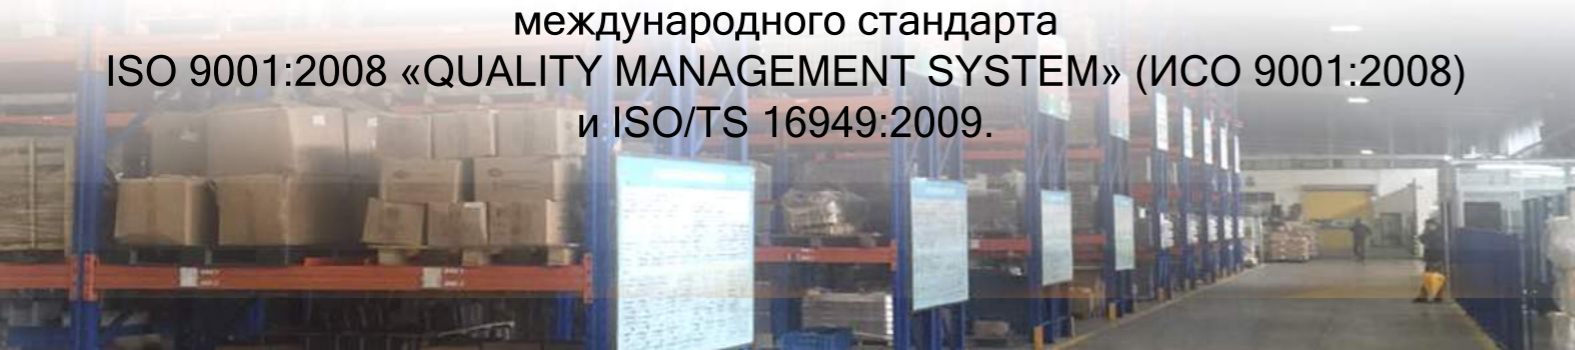 международного стандарта
ISO 9001:2008 «QUALITY MANAGEMENT SYSTEM» (ИСО 9001:2008)
и ISO/TS 16949:2009.